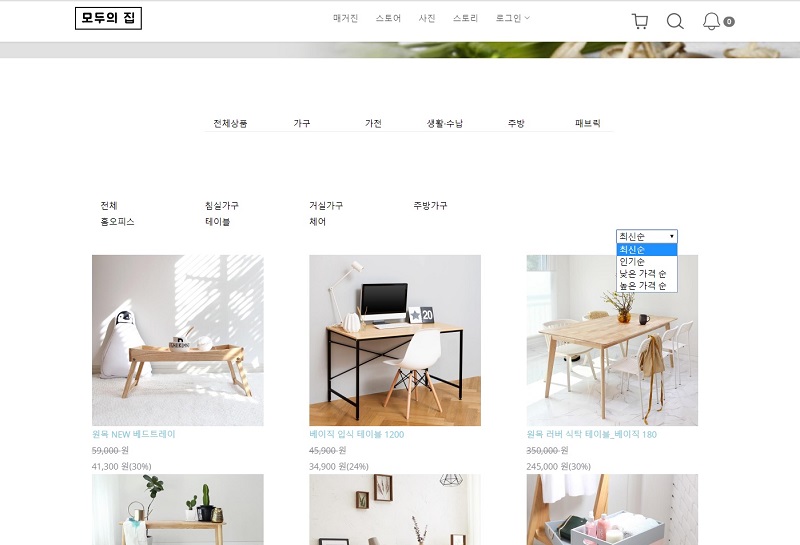 모두의 집
매거진 스토어 사진 스토리 로그인
0
전체상품 가구 가전 생활·수납 주방 패브릭
전체 침실가구 거실가구 주방가구
홈오피스 테이블 체어
최신순
최신순
인기순
낮은 가격 순
높은 가격 순
20
원목 NEW 베드트레이 베이직 입식 테이블 1200 원목 러버 식탁 테이블_베이직 180
59,000 원 45,900 원 350,000 원
41,300 원(30%) 34,900 원(24%) 245,000 원(30%)